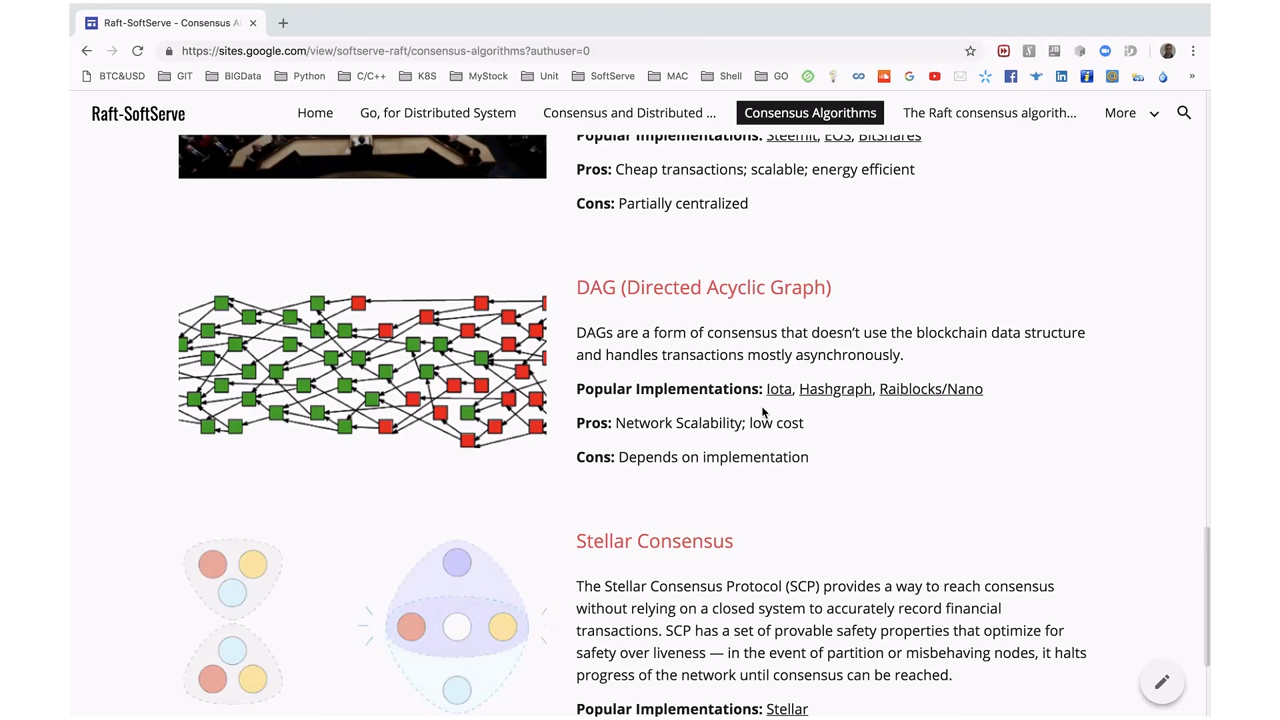 Raft-SoftServe - Consensus Al
https://sites.google.com/view/softserve-raft/consensus-algorithms?authuser=0
BTC&USD GIT BIGData Python C/C++ K8S MyStock Unit SoftServe MAC Shell GO
Raft-SoftServe Home Go, for Distributed System Consensus and Distributed ... Consensus Algorithms The Raft consensus algorith... More
Popular Implementations: Steemit, EOS, BitShares
Pros: Cheap transactions; scalable; energy efficient
Cons: Partially centralized
DAG (Directed Acyclic Graph)
DAGs are a form of consensus that doesn’t use the blockchain data structure
and handles transactions mostly asynchronously.
Popular Implementations: Iota, Hashgraph, Raiblocks/Nano
Pros: Network Scalability; low cost
Cons: Depends on implementation
Stellar Consensus
The Stellar Consensus Protocol (SCP) provides a way to reach consensus
without relying on a closed system to accurately record financial
transactions. SCP has a set of provable safety properties that optimize for
safety over liveness — in the event of partition or misbehaving nodes, it halts
progress of the network until consensus can be reached.
Popular Implementations: Stellar